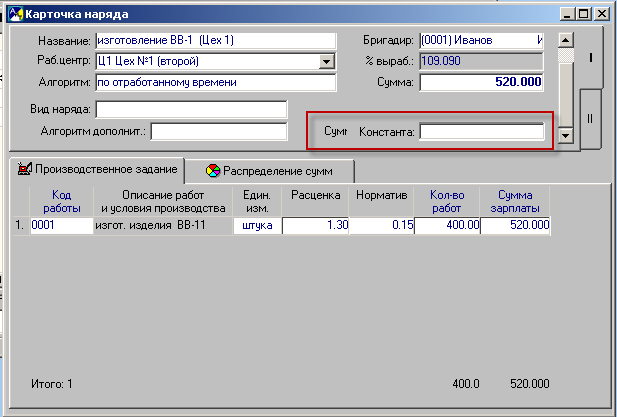 Карточка наряда
Название: изготовление ВВ-1 (Цех 1) Бригадир: (0001) Иванов И
Раб.центр: Ц1 Цех №1 (второй) % выраб.: 109.090
Алгоритм: по отработанному времени Сумма: 520.000
Вид наряда:
Алгоритм дополнит.: Сумм Константа:
I
II
Производственное задание Распределение сумм
Код работы Описание работ и условия производства Един. изм. Расценка Норматив Кол-во работ Сумма зарплаты
1. 0001 изгот. изделия ВВ-11 штука 1.30 0.15 400.00 520.000
Итого: 1 400.0 520.000